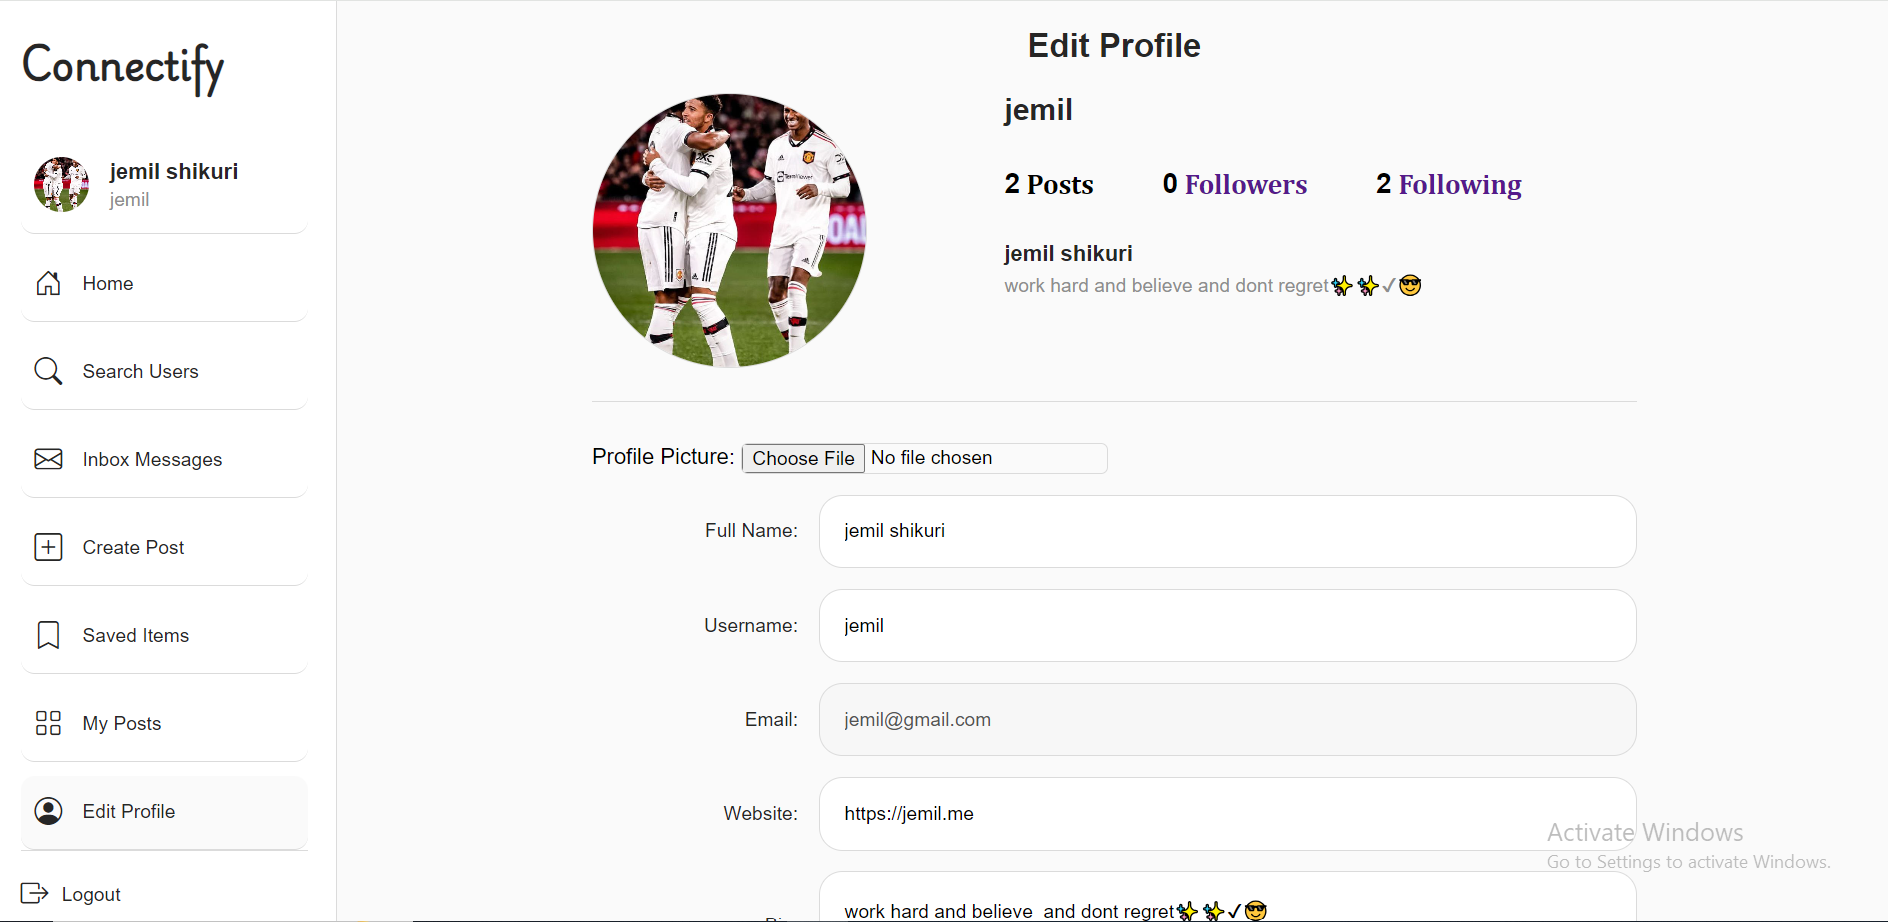 Connectify
jemil shikuri
jemil
Home
Search Users
Inbox Messages
Create Post
Saved Items
My Posts
Edit Profile
Logout
Edit Profile
jemil
2 Posts 0 Followers 2 Following
jemil shikuri
work hard and believe and dont regret✨✨✓😎
Profile Picture: Choose File No file chosen
Full Name: jemil shikuri
Username: jemil
Email: jemil@gmail.com
Website: https://jemil.me
work hard and believe  and dont regret✨✨✓😎
Activate Windows
Go to Settings to activate Windows.